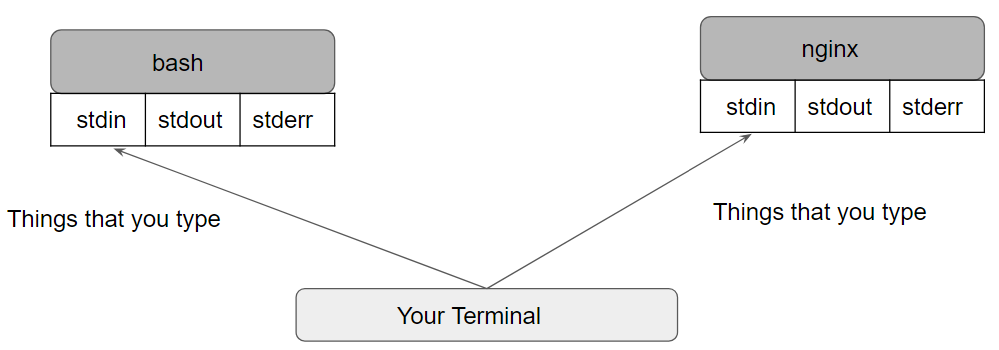 bash
nginx
stdin
stdout
stderr
stdin
stdout
stderr
Things that you type
Things that you type
Your Terminal